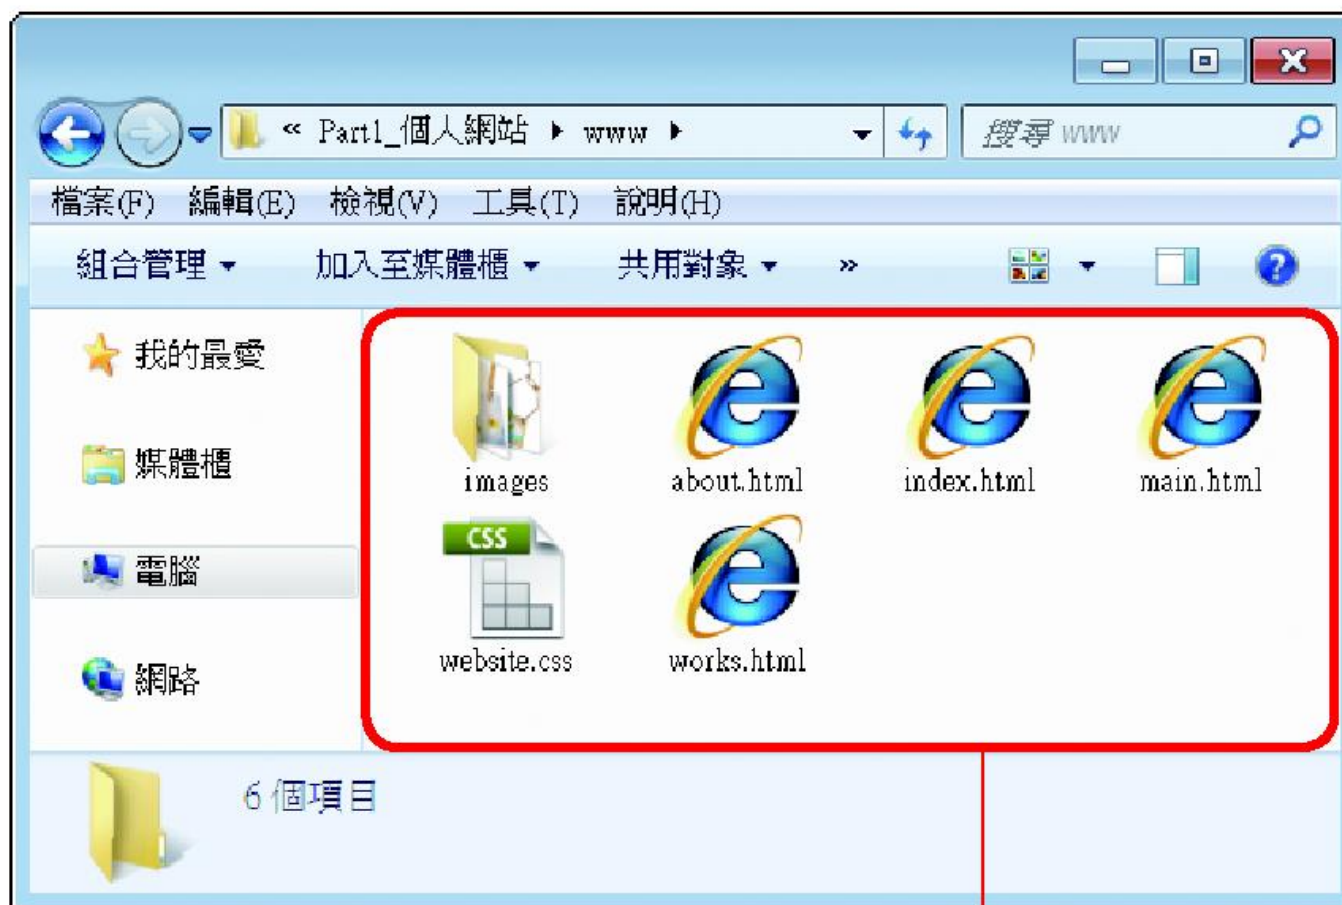 « Part1_個人網站 ▸ www ▸ 搜尋 www
檔案(F) 編輯(E) 檢視(V) 工具(T) 說明(H)
組合管理 加入至媒體櫃 共用對象 »
我的最愛
媒體櫃
電腦
網路
images about.html index.html main.html
CSS
website.css works.html
6 個項目